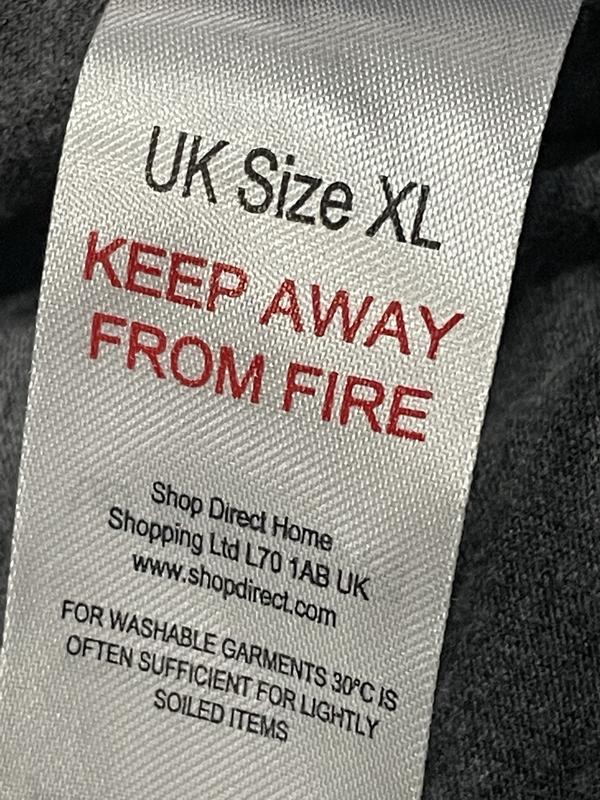 UK Size XL
KEEP AWAY
FROM FIRE
Shop Direct Home
Shopping Ltd L70 1AB UK
www.shopdirect.com
FOR WASHABLE GARMENTS 30°C IS
OFTEN SUFFICIENT FOR LIGHTLY
SOILED ITEMS